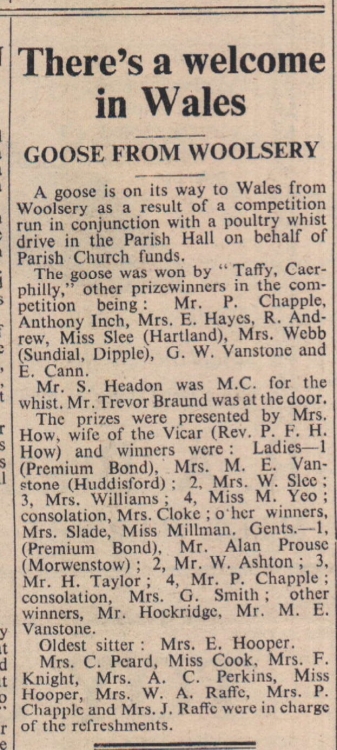 There's a welcome
in Wales
GOOSE FROM WOOLSERY
A goose is on its way to Wales from
Woolsery as a result of a competition
run in conjunction with a poultry whist
drive in the Parish Hall on behalf of
Parish Church funds.
The goose was won by "Taffy, Caer-
philly," other prizewinners in the com-
petition being: Mr. P. Chapple,
Anthony Inch, Mrs. E. Hayes, R. And-
rew, Miss Slee (Hartland), Mrs. Webb
(Sundial, Dipple), G. W. Vanstone and
E. Cann.
Mr. S. Headon was M.C. for the
whist. Mr. Trevor Braund was at the door.
The prizes were presented by Mrs.
How, wife of the Vicar (Rev. P. F. H.
How) and winners were: Ladies—1
(Premium Bond), Mrs. M. E. Van-
stone (Huddisford); 2, Mrs. W. Slee;
3, Mrs. Williams; 4, Miss M. Yeo;
consolation, Mrs. Cloke; other winners,
Mrs. Slade, Miss Millman. Gents.—1,
(Premium Bond), Mr. Alan Prouse
(Morwenstow); 2, Mr. W. Ashton; 3,
Mr. H. Taylor; 4, Mr. P. Chapple;
consolation, Mrs. G. Smith; other
winners, Mr. Hockridge, Mr. M. E.
Vanstone.
Oldest sitter: Mrs. E. Hooper.
Mrs. C. Peard, Miss Cook, Mrs. F.
Knight, Mrs. A. C. Perkins, Miss
Hooper, Mrs. W. A. Raffe, Mrs. P.
Chapple and Mrs. J. Raffe were in charge
of the refreshments.